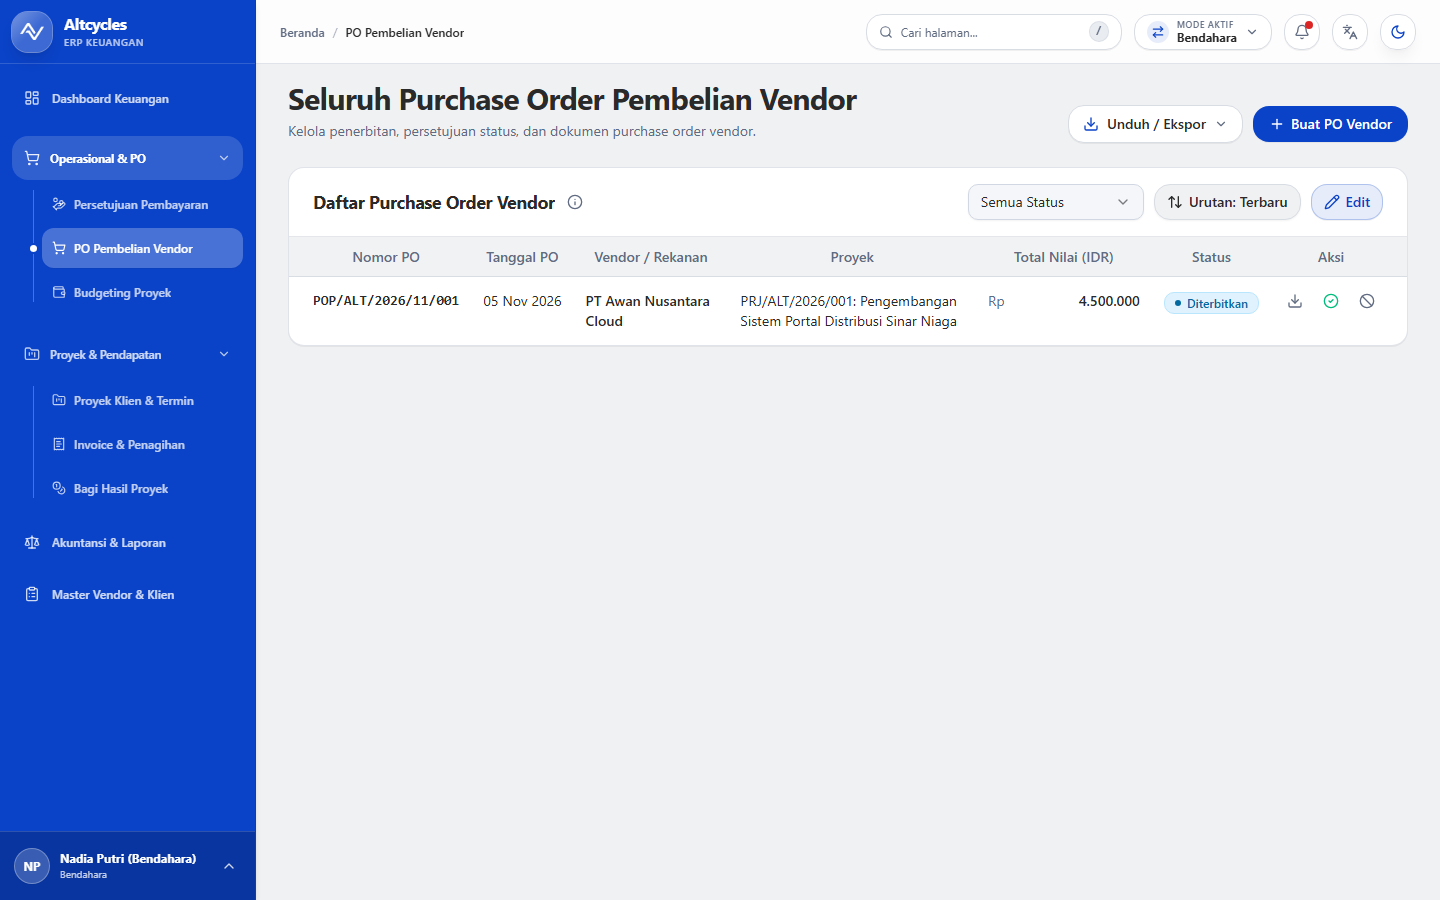 Altcycles
ERP KEUANGAN
Dashboard Keuangan
Operasional & PO
Persetujuan Pembayaran
PO Pembelian Vendor
Budgeting Proyek
Proyek & Pendapatan
Proyek Klien & Termin
Invoice & Penagihan
Bagi Hasil Proyek
Akuntansi & Laporan
Master Vendor & Klien
NP
Nadia Putri (Bendahara)
Bendahara
Beranda / PO Pembelian Vendor
Cari halaman... /
MODE AKTIF
Bendahara
Seluruh Purchase Order Pembelian Vendor
Kelola penerbitan, persetujuan status, dan dokumen purchase order vendor.
Unduh / Ekspor
Buat PO Vendor
Daftar Purchase Order Vendor
Semua Status
Urutan: Terbaru
Edit
Nomor PO Tanggal PO Vendor / Rekanan Proyek Total Nilai (IDR) Status Aksi
POP/ALT/2026/11/001 05 Nov 2026 PT Awan Nusantara PRJ/ALT/2026/001: Pengembangan Rp 4.500.000 Diterbitkan
Cloud Sistem Portal Distribusi Sinar Niaga